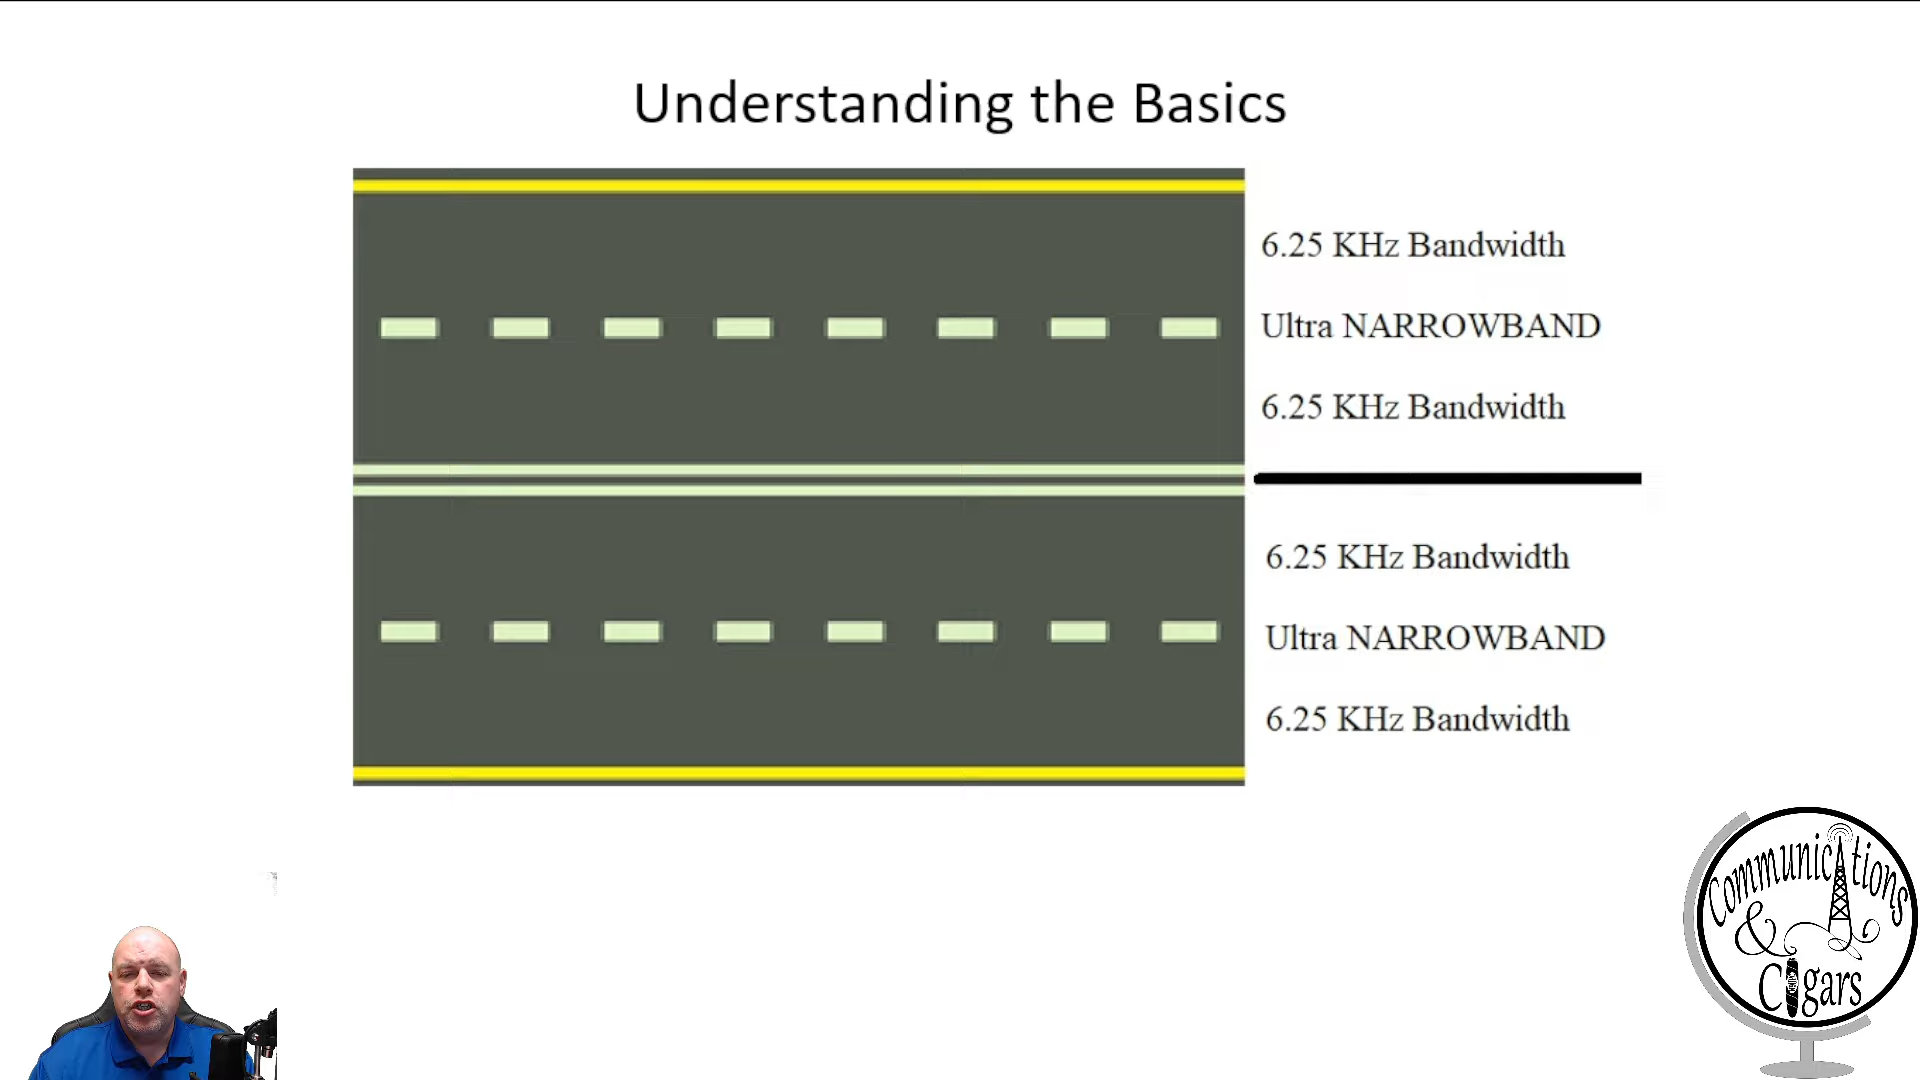 Understanding the Basics
6.25 KHz Bandwidth
Ultra NARROWBAND
6.25 KHz Bandwidth
6.25 KHz Bandwidth
Ultra NARROWBAND
6.25 KHz Bandwidth
Communications
&
Cigars